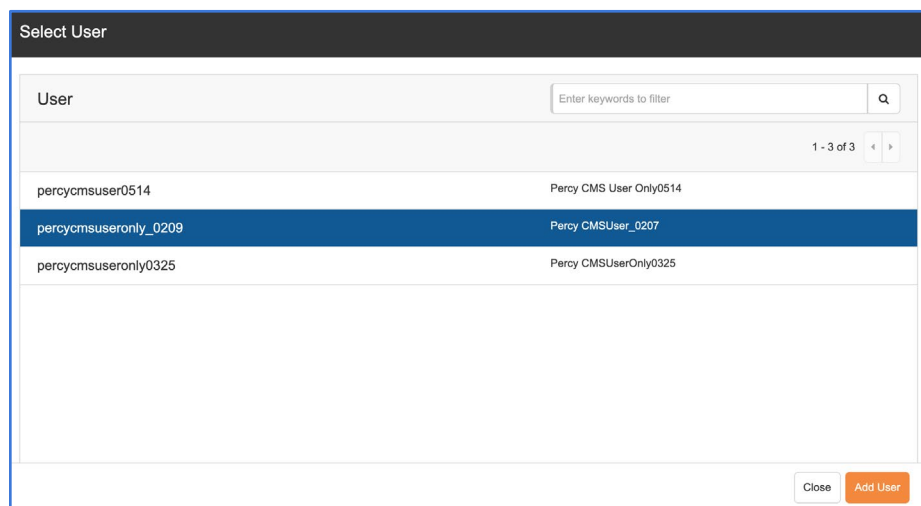 Select User
User
Enter keywords to filter
1 - 3 of 3
percycmsuser0514 Percy CMS User Only0514
percycmsuseronly_0209 Percy CMSUser_0207
percycmsuseronly0325 Percy CMSUserOnly0325
Close Add User